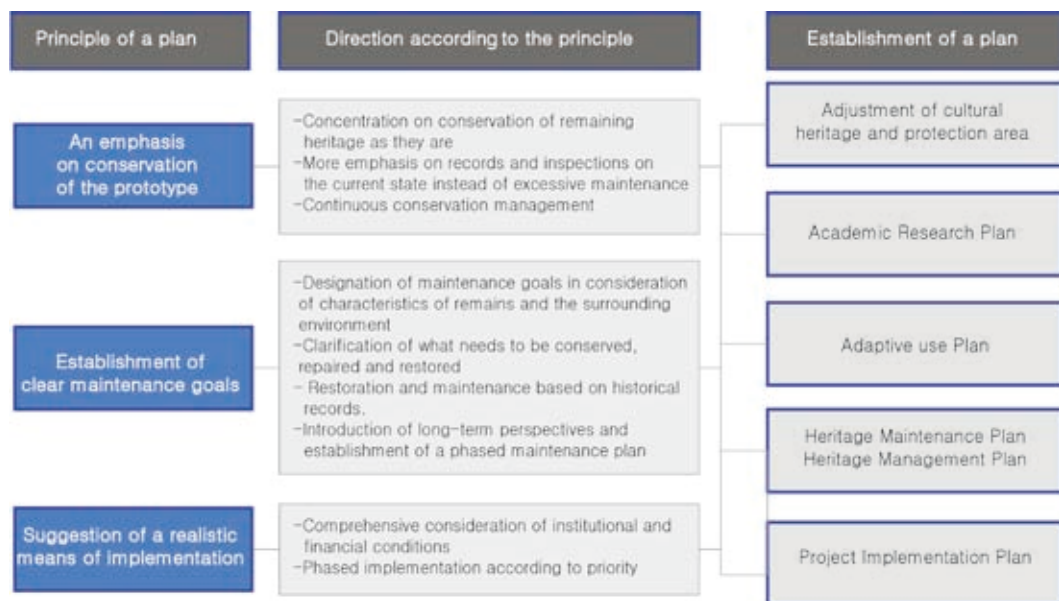 Principle of a plan
Direction according to the principle
Establishment of a plan
An emphasis
on conservation
of the prototype
-Concentration on conservation of remaining
heritage as they are
-More emphasis on records and inspections on
the current state instead of excessive maintenance
-Continuous conservation management
Establishment of
clear maintenance goals
-Designation of maintenance goals in consideration
of characteristics of remains and the surrounding
environment
-Clarification of what needs to be conserved,
repaired and restored
- Restoration and maintenance based on historical
records.
-Introduction of long-term perspectives and
establishment of a phased maintenance plan
Suggestion of a realistic
means of implementation
-Comprehensive consideration of institutional and
financial conditions
-Phased implementation according to priority
Adjustment of cultural
heritage and protection area
Academic Research Plan
Adaptive use Plan
Heritage Maintenance Plan
Heritage Management Plan
Project Implementation Plan